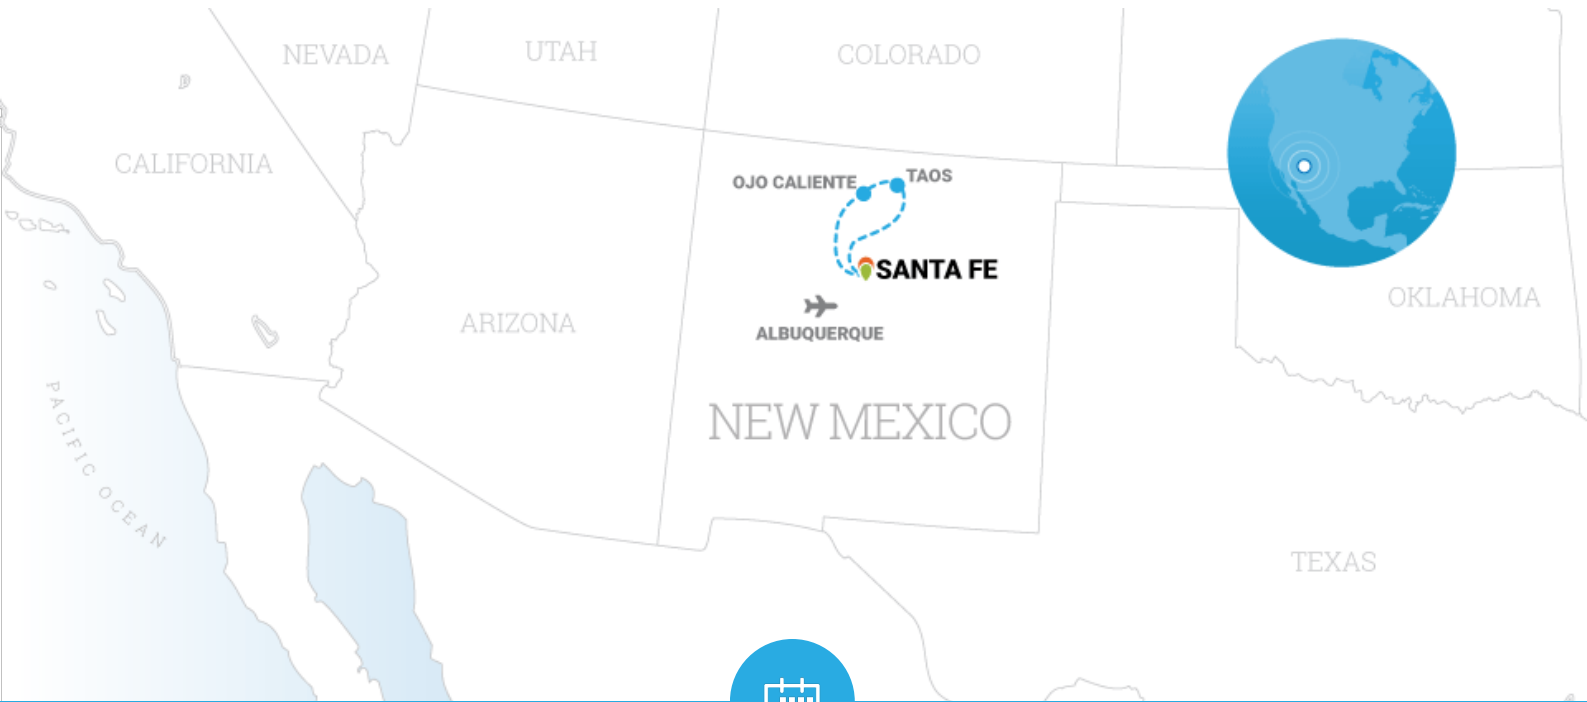 NEVADA
UTAH
COLORADO
CALIFORNIA
OJO CALIENTE
TAOS
SANTA FE
ALBUQUERQUE
ARIZONA
OKLAHOMA
NEW MEXICO
PACIFIC OCEAN
TEXAS